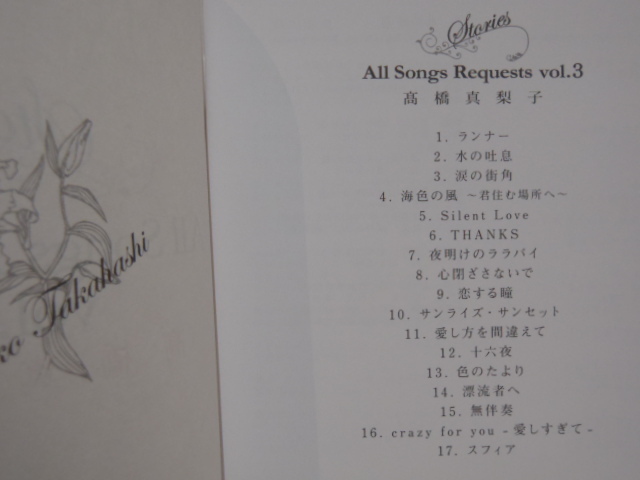 Stories
All Songs Requests vol.3
髙橋真梨子
1. ランナー
2. 水の吐息
3. 涙の街角
4. 海色の風 ~君住む場所へ~
5. Silent Love
6. THANKS
7. 夜明けのララバイ
8. 心閉ざさないで
9. 恋する瞳
10. サンライズ・サンセット
11. 愛し方を間違えて
12. 十六夜
13. 色のたより
14. 漂流者へ
15. 無伴奏
16. crazy for you -愛しすぎて-
17. スフィア
ko Takahashi